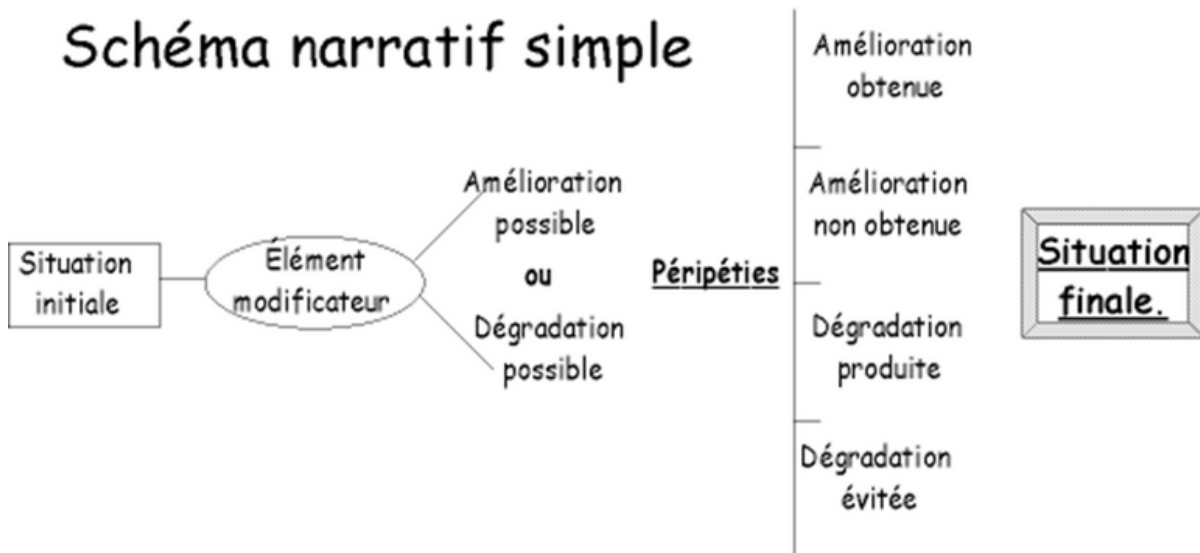 Schéma narratif simple
Situation
initiale
Élément
modificateur
Amélioration
possible
ou
Dégradation
possible
Péripéties
Amélioration
obtenue
Amélioration
non obtenue
Dégradation
produite
Dégradation
évitée
Situation
finale.